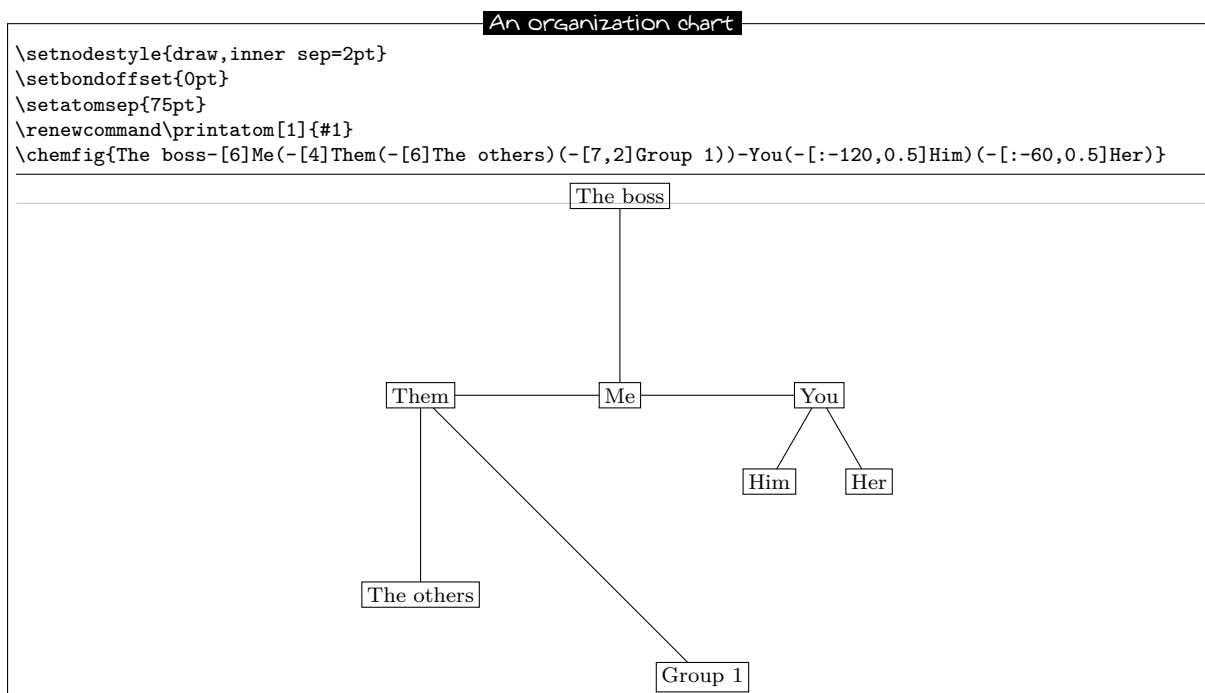 An organization chart
\setnodestyle{draw,inner sep=2pt}
\setbondoffset{0pt}
\setatomsep{75pt}
\renewcommand\printatom[1]{#1}
\chemfig{The boss-[6]Me(-[4]Them(-[6]The others)(-[7,2]Group 1))-You(-[:-120,0.5]Him)(-[:-60,0.5]Her)}
The boss
Them Me You
Him Her
The others
Group 1